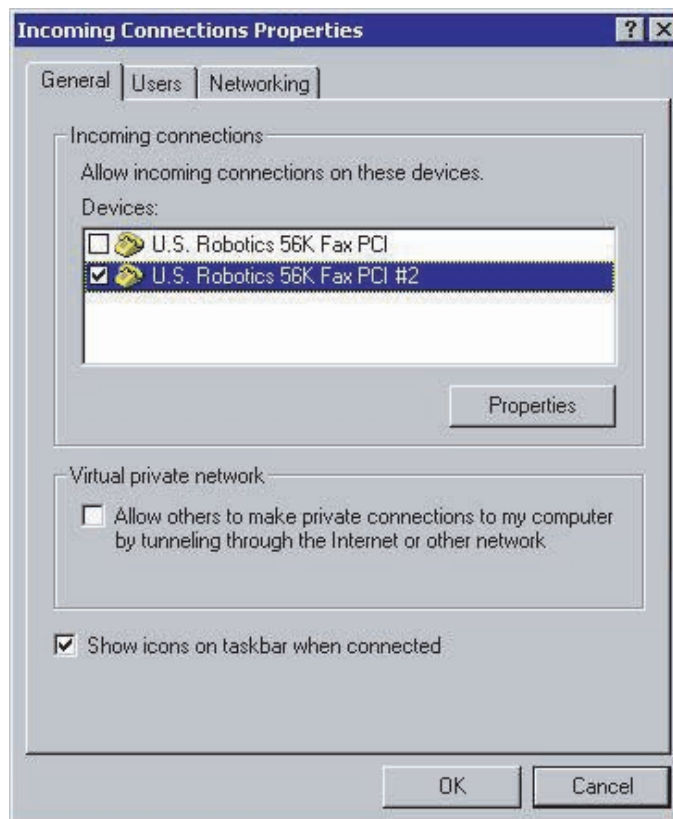 Incoming Connections Properties
General Users Networking
Incoming connections
Allow incoming connections on these devices.
Devices:
U.S. Robotics 56K Fax PCI
U.S. Robotics 56K Fax PCI #2
Properties
Virtual private network
Allow others to make private connections to my computer
by tunneling through the Internet or other network
Show icons on taskbar when connected
OK Cancel